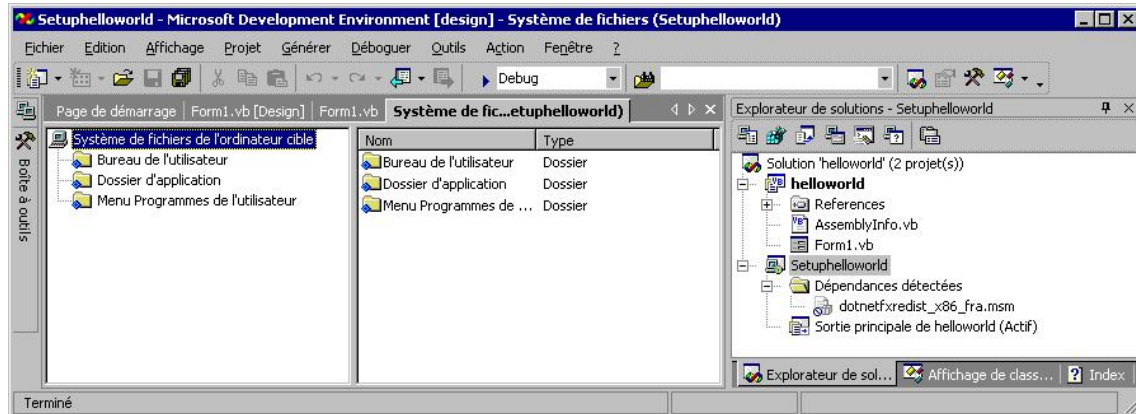 Setuphelloworld - Microsoft Development Environment [design] - Système de fichiers (Setuphelloworld)
Fichier Edition Affichage Projet Générer Déboguer Outils Action Fenêtre ?
Debug
Page de démarrage Form1.vb [Design] Form1.vb Système de fic...etuphelloworld)
Boîte à outils
Système de fichiers de l'ordinateur cible
Bureau de l'utilisateur
Dossier d'application
Menu Programmes de l'utilisateur
Nom Type
Bureau de l'utilisateur Dossier
Dossier d'application Dossier
Menu Programmes de ... Dossier
Explorateur de solutions - Setuphelloworld
Solution 'helloworld' (2 projet(s))
helloworld
References
AssemblyInfo.vb
Form1.vb
Setuphelloworld
Dépendances détectées
dotnetfxredist_x86_fra.msm
Sortie principale de helloworld (Actif)
Explorateur de sol... Affichage de class... Index
Terminé